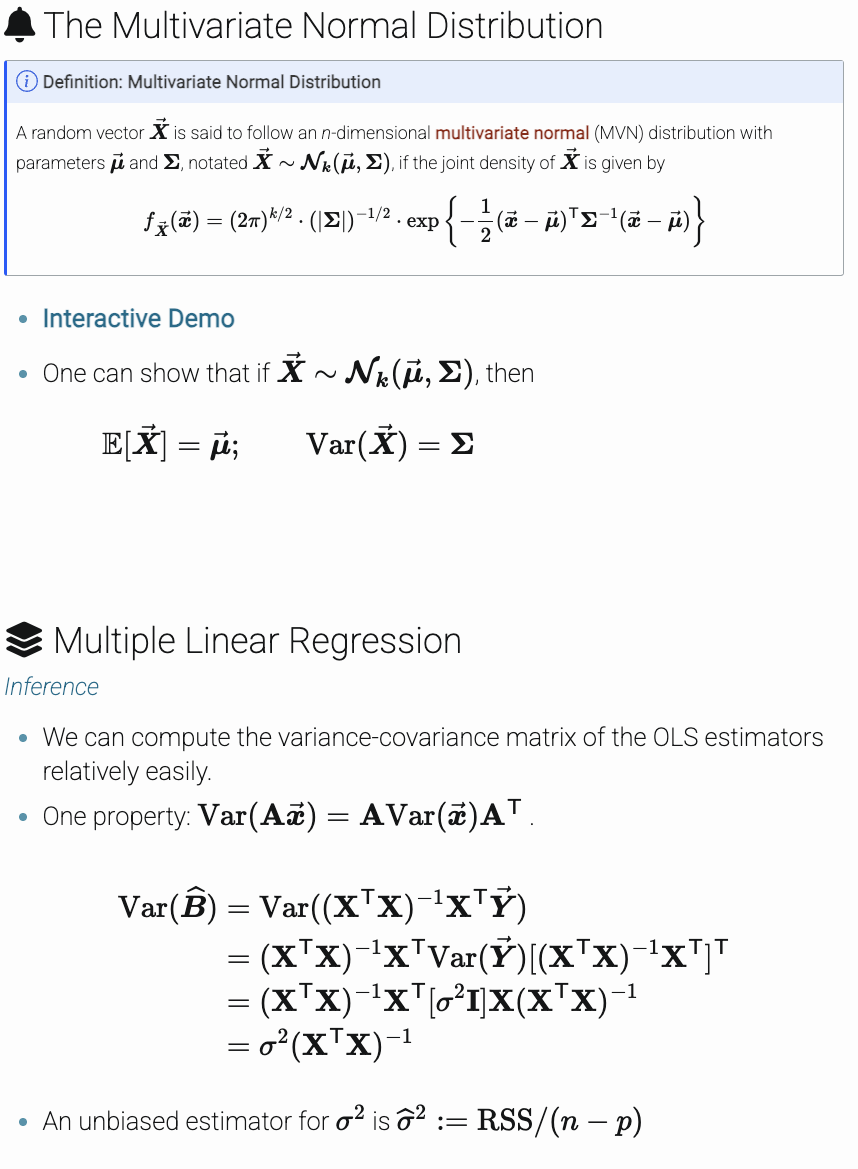 The Multivariate Normal Distribution
Definition: Multivariate Normal Distribution
A random vector $\vec{\boldsymbol{X}}$ is said to follow an n-dimensional multivariate normal (MVN) distribution with
parameters $\vec{\boldsymbol{\mu}}$ and $\mathbf{\Sigma}$, notated $\vec{\boldsymbol{X}} \sim \boldsymbol{\mathcal{N}_k}(\vec{\boldsymbol{\mu}}, \mathbf{\Sigma})$, if the joint density of $\vec{\boldsymbol{X}}$ is given by
$f_{\vec{\boldsymbol{X}}}(\vec{\boldsymbol{x}}) = (2\pi)^{k/2} \cdot (|\mathbf{\Sigma}|)^{-1/2} \cdot \exp\left\{-\frac{1}{2}(\vec{\boldsymbol{x}} - \vec{\boldsymbol{\mu}})^{\mathsf{T}}\mathbf{\Sigma}^{-1}(\vec{\boldsymbol{x}} - \vec{\boldsymbol{\mu}})\right\}$
• Interactive Demo
• One can show that if $\vec{\boldsymbol{X}} \sim \boldsymbol{\mathcal{N}_k}(\vec{\boldsymbol{\mu}}, \mathbf{\Sigma})$, then
$\mathbb{E}[\vec{\boldsymbol{X}}] = \vec{\boldsymbol{\mu}}; \qquad \mathrm{Var}(\vec{\boldsymbol{X}}) = \mathbf{\Sigma}$
Multiple Linear Regression
Inference
• We can compute the variance-covariance matrix of the OLS estimators
relatively easily.
• One property: $\mathrm{Var}(\mathbf{A}\vec{\boldsymbol{x}}) = \mathbf{A}\mathrm{Var}(\vec{\boldsymbol{x}})\mathbf{A}^{\mathsf{T}}$ .
$\mathrm{Var}(\widehat{\boldsymbol{B}}) = \mathrm{Var}((\mathbf{X}^{\mathsf{T}}\mathbf{X})^{-1}\mathbf{X}^{\mathsf{T}}\vec{\boldsymbol{Y}})$
$= (\mathbf{X}^{\mathsf{T}}\mathbf{X})^{-1}\mathbf{X}^{\mathsf{T}}\mathrm{Var}(\vec{\boldsymbol{Y}})[(\mathbf{X}^{\mathsf{T}}\mathbf{X})^{-1}\mathbf{X}^{\mathsf{T}}]^{\mathsf{T}}$
$= (\mathbf{X}^{\mathsf{T}}\mathbf{X})^{-1}\mathbf{X}^{\mathsf{T}}[\sigma^2\mathbf{I}]\mathbf{X}(\mathbf{X}^{\mathsf{T}}\mathbf{X})^{-1}$
$= \sigma^2(\mathbf{X}^{\mathsf{T}}\mathbf{X})^{-1}$
• An unbiased estimator for $\sigma^2$ is $\widehat{\sigma}^2 := \mathrm{RSS}/(n - p)$